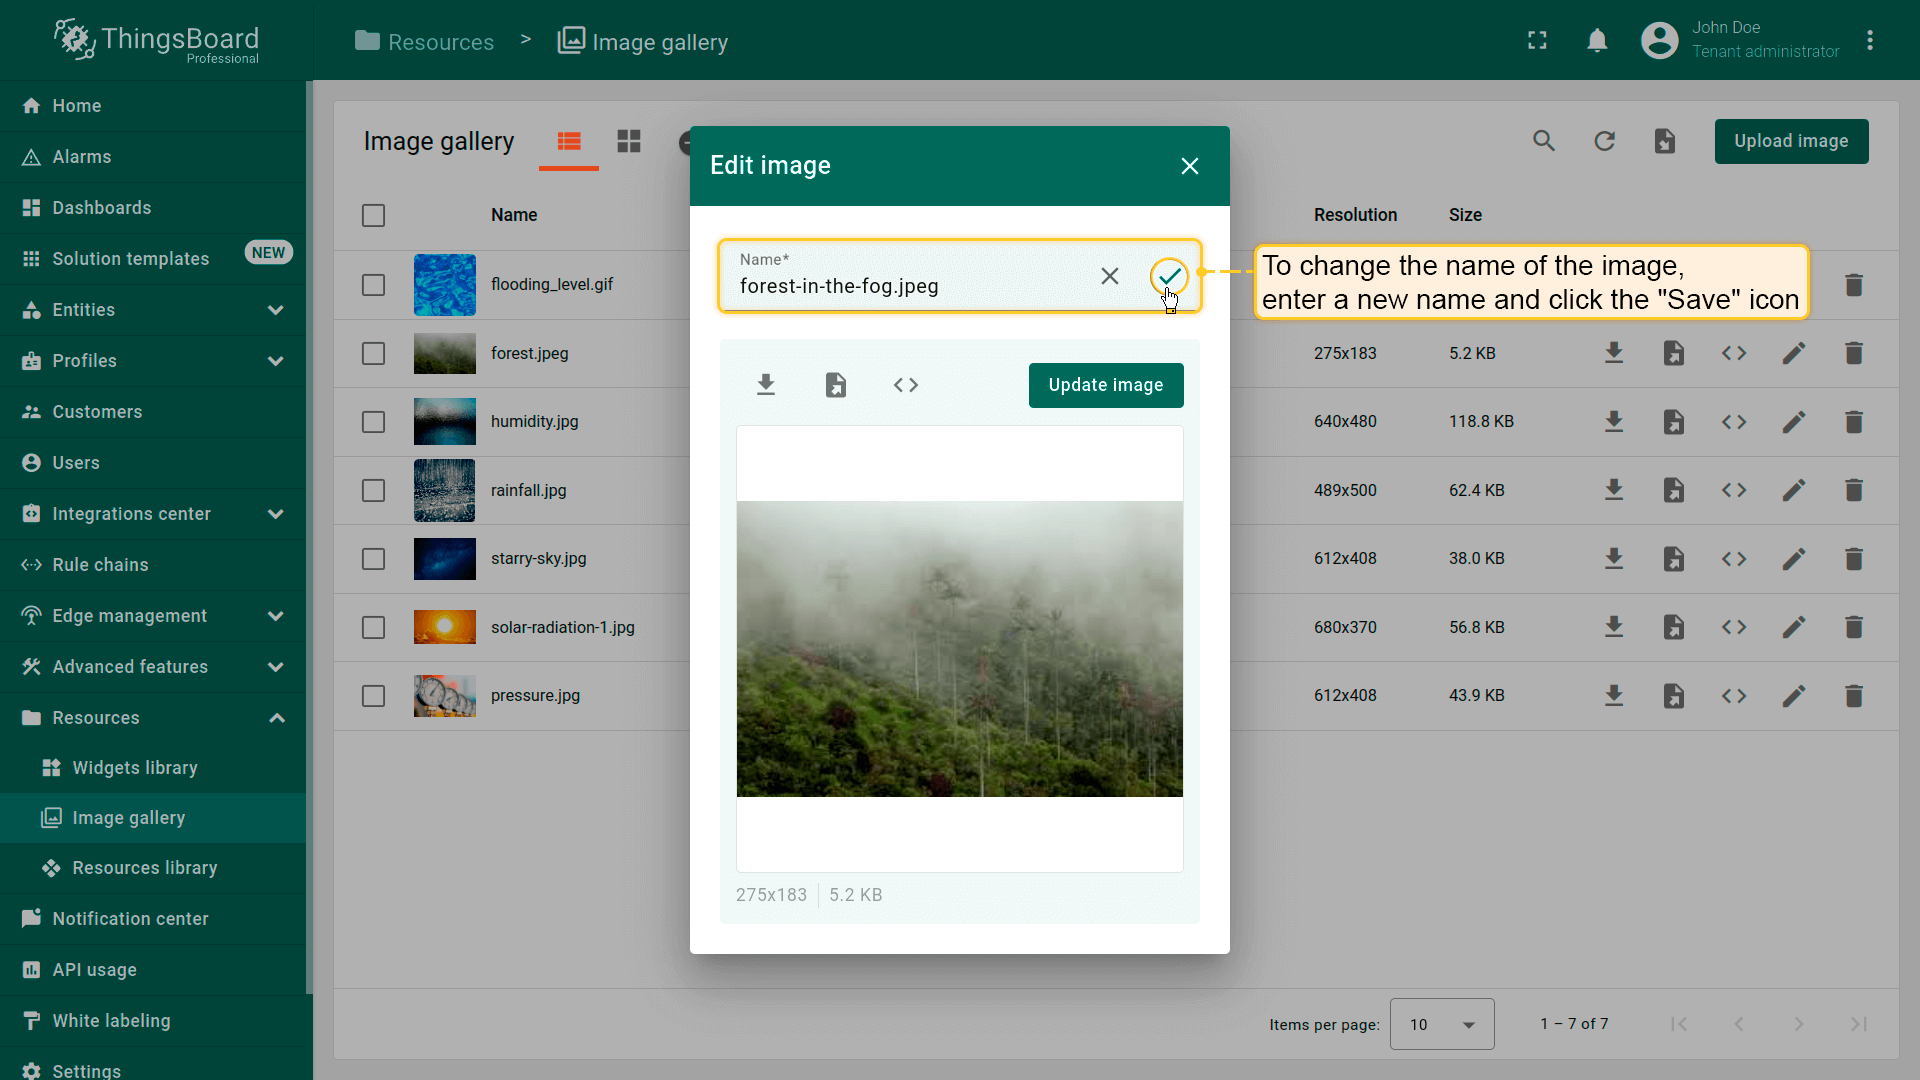 ThingsBoard
Professional
Resources > Image gallery
John Doe
Tenant administrator
Home
Alarms
Dashboards
Solution templates NEW
Entities
Profiles
Customers
Users
Integrations center
Rule chains
Edge management
Advanced features
Resources
Widgets library
Image gallery
Resources library
Notification center
API usage
White labeling
Settings
Image gallery
Upload image
Name Resolution Size
flooding_level.gif
forest.jpeg 275x183 5.2 KB
humidity.jpg 640x480 118.8 KB
rainfall.jpg 489x500 62.4 KB
starry-sky.jpg 612x408 38.0 KB
solar-radiation-1.jpg 680x370 56.8 KB
pressure.jpg 612x408 43.9 KB
Edit image
Name*
forest-in-the-fog.jpeg
Update image
275x183 5.2 KB
To change the name of the image,
enter a new name and click the "Save" icon
Items per page: 10 1 – 7 of 7